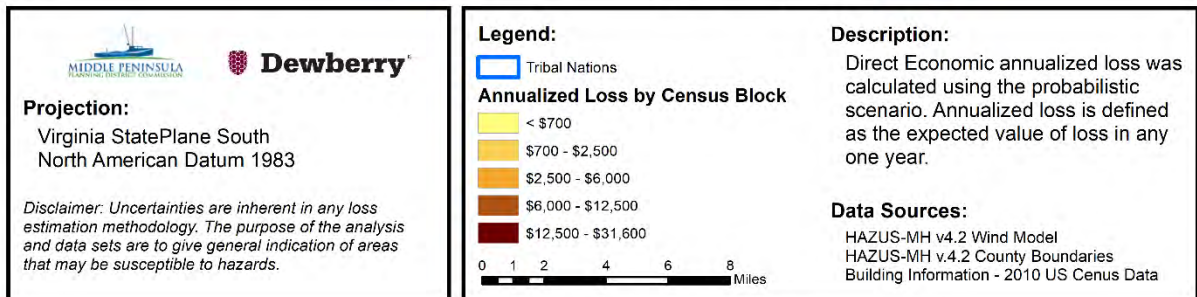 MIDDLE PENINSULA
PLANNING DISTRICT COMMISSION
Dewberry
Projection:
Virginia StatePlane South
North American Datum 1983
Disclaimer: Uncertainties are inherent in any loss
estimation methodology. The purpose of the analysis
and data sets are to give general indication of areas
that may be susceptible to hazards.
Legend:
Tribal Nations
Annualized Loss by Census Block
< $700
$700 - $2,500
$2,500 - $6,000
$6,000 - $12,500
$12,500 - $31,600
0 1 2 4 6 8
Miles
Description:
Direct Economic annualized loss was
calculated using the probabilistic
scenario. Annualized loss is defined
as the expected value of loss in any
one year.
Data Sources:
HAZUS-MH v4.2 Wind Model
HAZUS-MH v.4.2 County Boundaries
Building Information - 2010 US Cenus Data